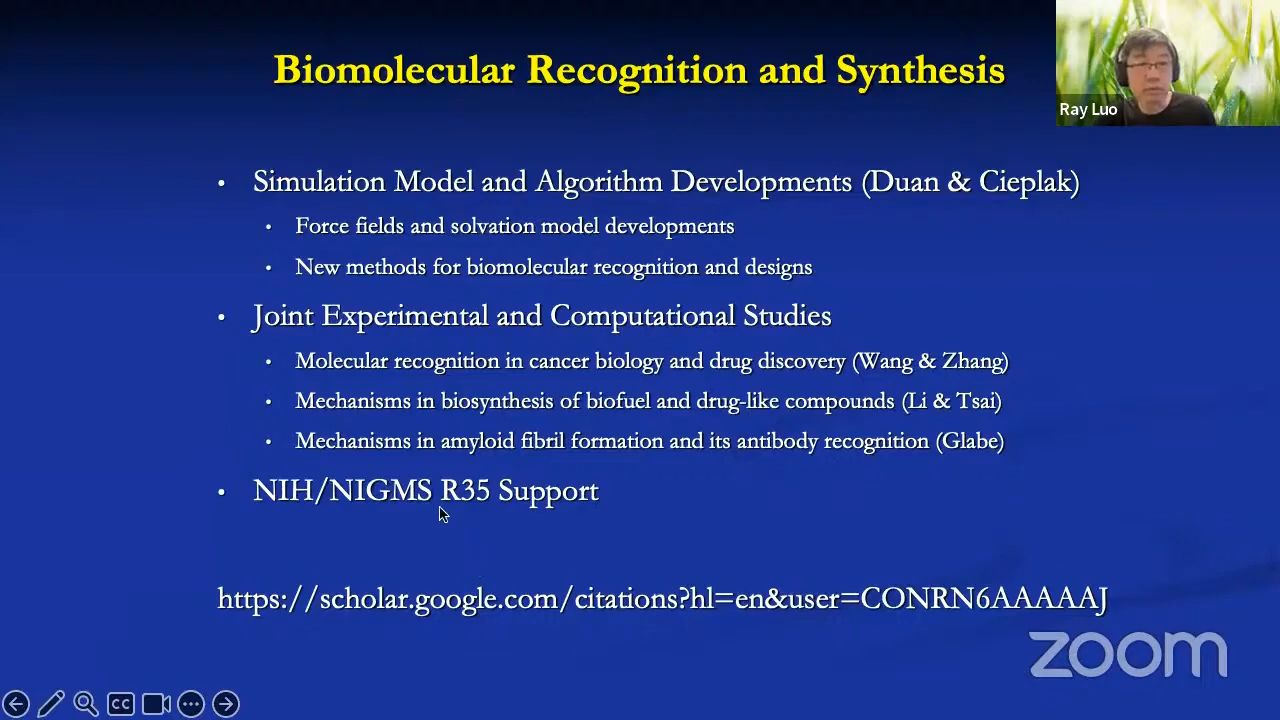 Biomolecular Recognition and Synthesis
Ray Luo
• Simulation Model and Algorithm Developments (Duan & Cieplak)
• Force fields and solvation model developments
• New methods for biomolecular recognition and designs
• Joint Experimental and Computational Studies
• Molecular recognition in cancer biology and drug discovery (Wang & Zhang)
• Mechanisms in biosynthesis of biofuel and drug-like compounds (Li & Tsai)
• Mechanisms in amyloid fibril formation and its antibody recognition (Glabe)
• NIH/NIGMS R35 Support
https://scholar.google.com/citations?hl=en&user=CONRN6AAAAAJ
zoom
CC